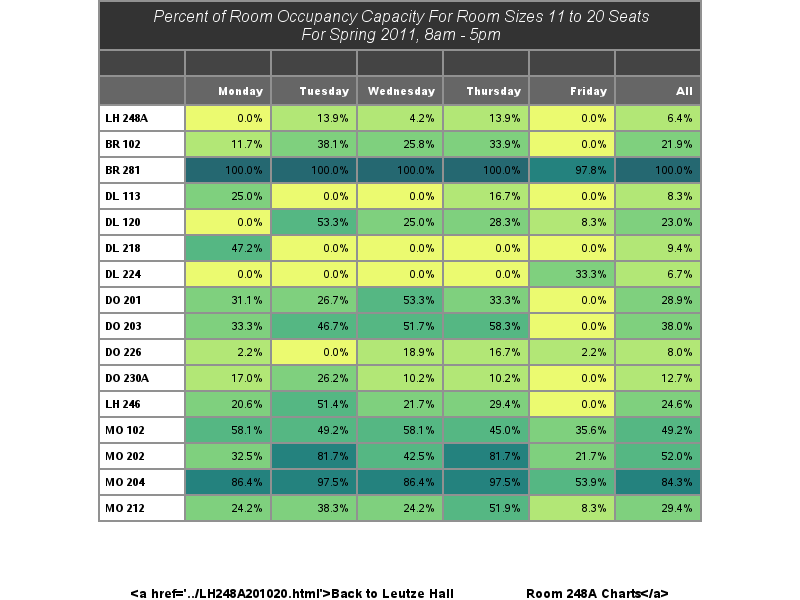 Percent of Room Occupancy Capacity For Room Sizes 11 to 20 Seats
For Spring 2011, 8am - 5pm
Monday Tuesday Wednesday Thursday Friday All
LH 248A 0.0% 13.9% 4.2% 13.9% 0.0% 6.4%
BR 102 11.7% 38.1% 25.8% 33.9% 0.0% 21.9%
BR 281 100.0% 100.0% 100.0% 100.0% 97.8% 100.0%
DL 113 25.0% 0.0% 0.0% 16.7% 0.0% 8.3%
DL 120 0.0% 53.3% 25.0% 28.3% 8.3% 23.0%
DL 218 47.2% 0.0% 0.0% 0.0% 0.0% 9.4%
DL 224 0.0% 0.0% 0.0% 0.0% 33.3% 6.7%
DO 201 31.1% 26.7% 53.3% 33.3% 0.0% 28.9%
DO 203 33.3% 46.7% 51.7% 58.3% 0.0% 38.0%
DO 226 2.2% 0.0% 18.9% 16.7% 2.2% 8.0%
DO 230A 17.0% 26.2% 10.2% 10.2% 0.0% 12.7%
LH 246 20.6% 51.4% 21.7% 29.4% 0.0% 24.6%
MO 102 58.1% 49.2% 58.1% 45.0% 35.6% 49.2%
MO 202 32.5% 81.7% 42.5% 81.7% 21.7% 52.0%
MO 204 86.4% 97.5% 86.4% 97.5% 53.9% 84.3%
MO 212 24.2% 38.3% 24.2% 51.9% 8.3% 29.4%
<a href='../LH248A201020.html'>Back to Leutze Hall Room 248A Charts</a>